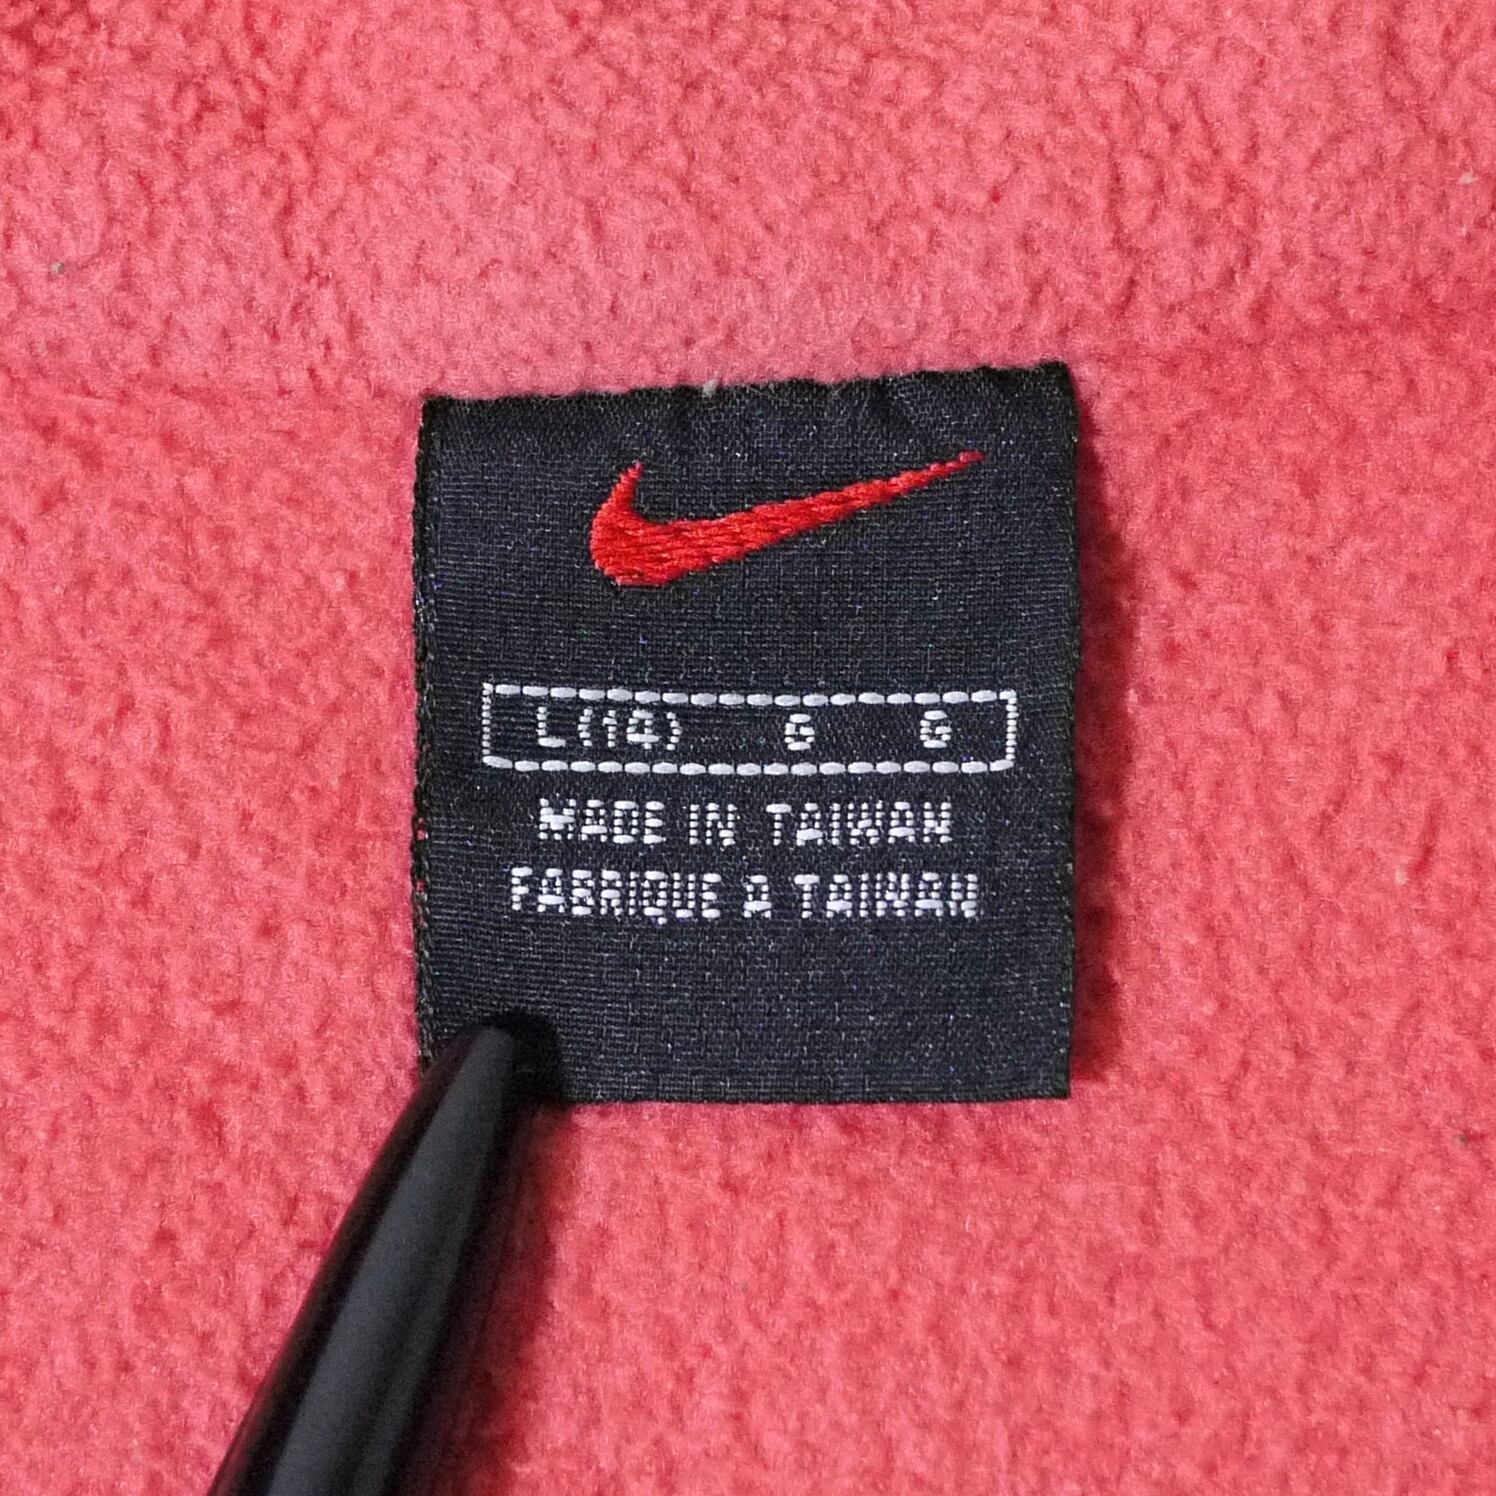 L(14) G G
MADE IN TAIWAN
FABRIQUE A TAIWAN